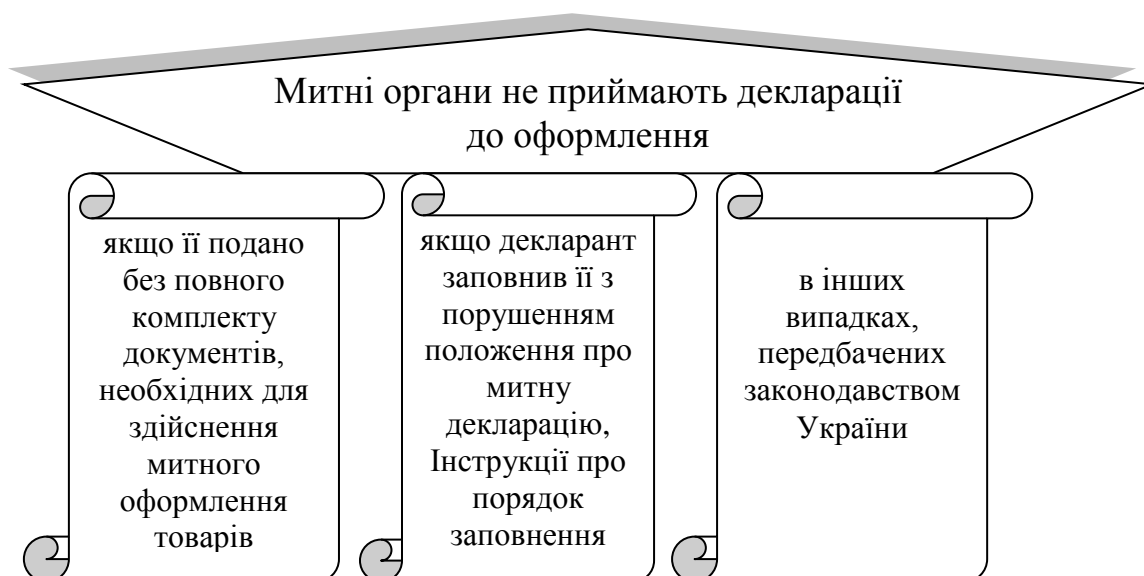 Митні органи не приймають декларації
до оформлення
якщо її подано
без повного
комплекту
документів,
необхідних для
здійснення
митного
оформлення
товарів
якщо декларант
заповнив її з
порушенням
положення про
митну
декларацію,
Інструкції про
порядок
заповнення
в інших
випадках,
передбачених
законодавством
України